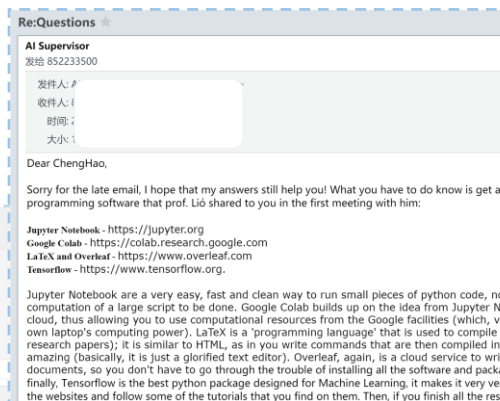 Re:Questions
AI Supervisor
发给 852233500
发件人:
收件人:
时间:
大小:
Dear ChengHao,
Sorry for the late email, I hope that my answers still help you! What you have to do know is get a
programming software that prof. Lió shared to you in the first meeting with him:
Jupyter Notebook - https://jupyter.org
Google Colab - https://colab.research.google.com
LaTeX and Overleaf - https://www.overleaf.com
Tensorflow - https://www.tensorflow.org.
Jupyter Notebook are a very easy, fast and clean way to run small pieces of python code,
computation of a large script to be done. Google Colab builds up on the idea from Jupyter
cloud, thus allowing you to use computational resources from the Google facilities (which,
own laptop's computing power). LaTeX is a 'programming language' that is used to compile
research papers); it is similar to HTML, as in you write commands that are then compiled
amazing (basically, it is just a glorified text editor). Overleaf, again, is a cloud service to
documents, so you don't have to go through the trouble of installing all the software and
finally, Tensorflow is the best python package designed for Machine Learning, it makes it very
the websites and follow some of the tutorials that you find on them. Then, if you finish all the